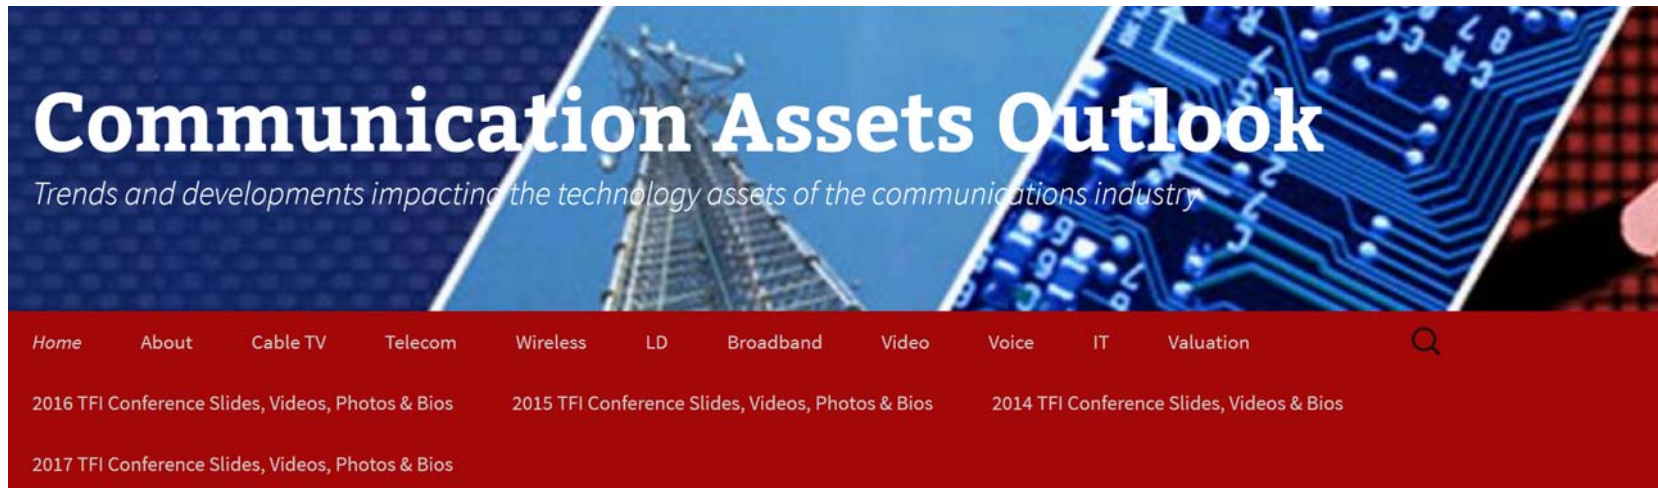 Communication Assets Outlook
Trends and developments impacting the technology assets of the communications industry
Home About Cable TV Telecom Wireless LD Broadband Video Voice IT Valuation
2016 TFI Conference Slides, Videos, Photos & Bios 2015 TFI Conference Slides, Videos, Photos & Bios 2014 TFI Conference Slides, Videos & Bios
2017 TFI Conference Slides, Videos, Photos & Bios